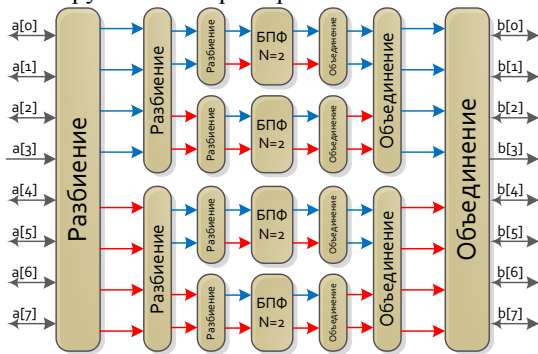 a[0]
a[1]
a[2]
a[3]
a[4]
a[5]
a[6]
a[7]
Разбиение
Разбиение
Разбиение
Разбиение
Разбиение
Разбиение
Разбиение
БПФ
N=2
БПФ
N=2
БПФ
N=2
БПФ
N=2
Объединение
Объединение
Объединение
Объединение
Объединение
Объединение
Объединение
b[0]
b[1]
b[2]
b[3]
b[4]
b[5]
b[6]
b[7]